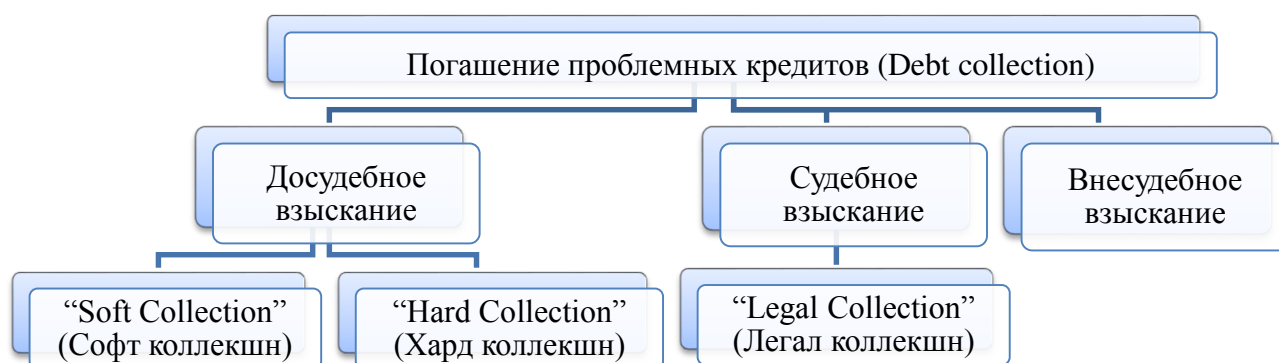 Погашение проблемных кредитов (Debt collection)
Досудебное
взыскание
Судебное
взыскание
Внесудебное
взыскание
“Soft Collection”
(Софт коллекшн)
“Hard Collection”
(Хард коллекшн)
“Legal Collection”
(Легал коллекшн)